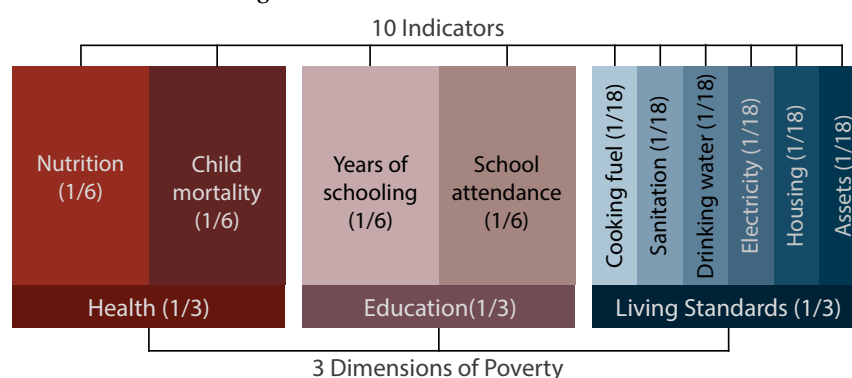 10 Indicators
Nutrition
(1/6)
Child
mortality
(1/6)
Years of
schooling
(1/6)
School
attendance
(1/6)
Cooking fuel (1/18)
Sanitation (1/18)
Drinking water (1/18)
Electricity (1/18)
Housing (1/18)
Assets (1/18)
Health (1/3)
Education(1/3)
Living Standards (1/3)
3 Dimensions of Poverty